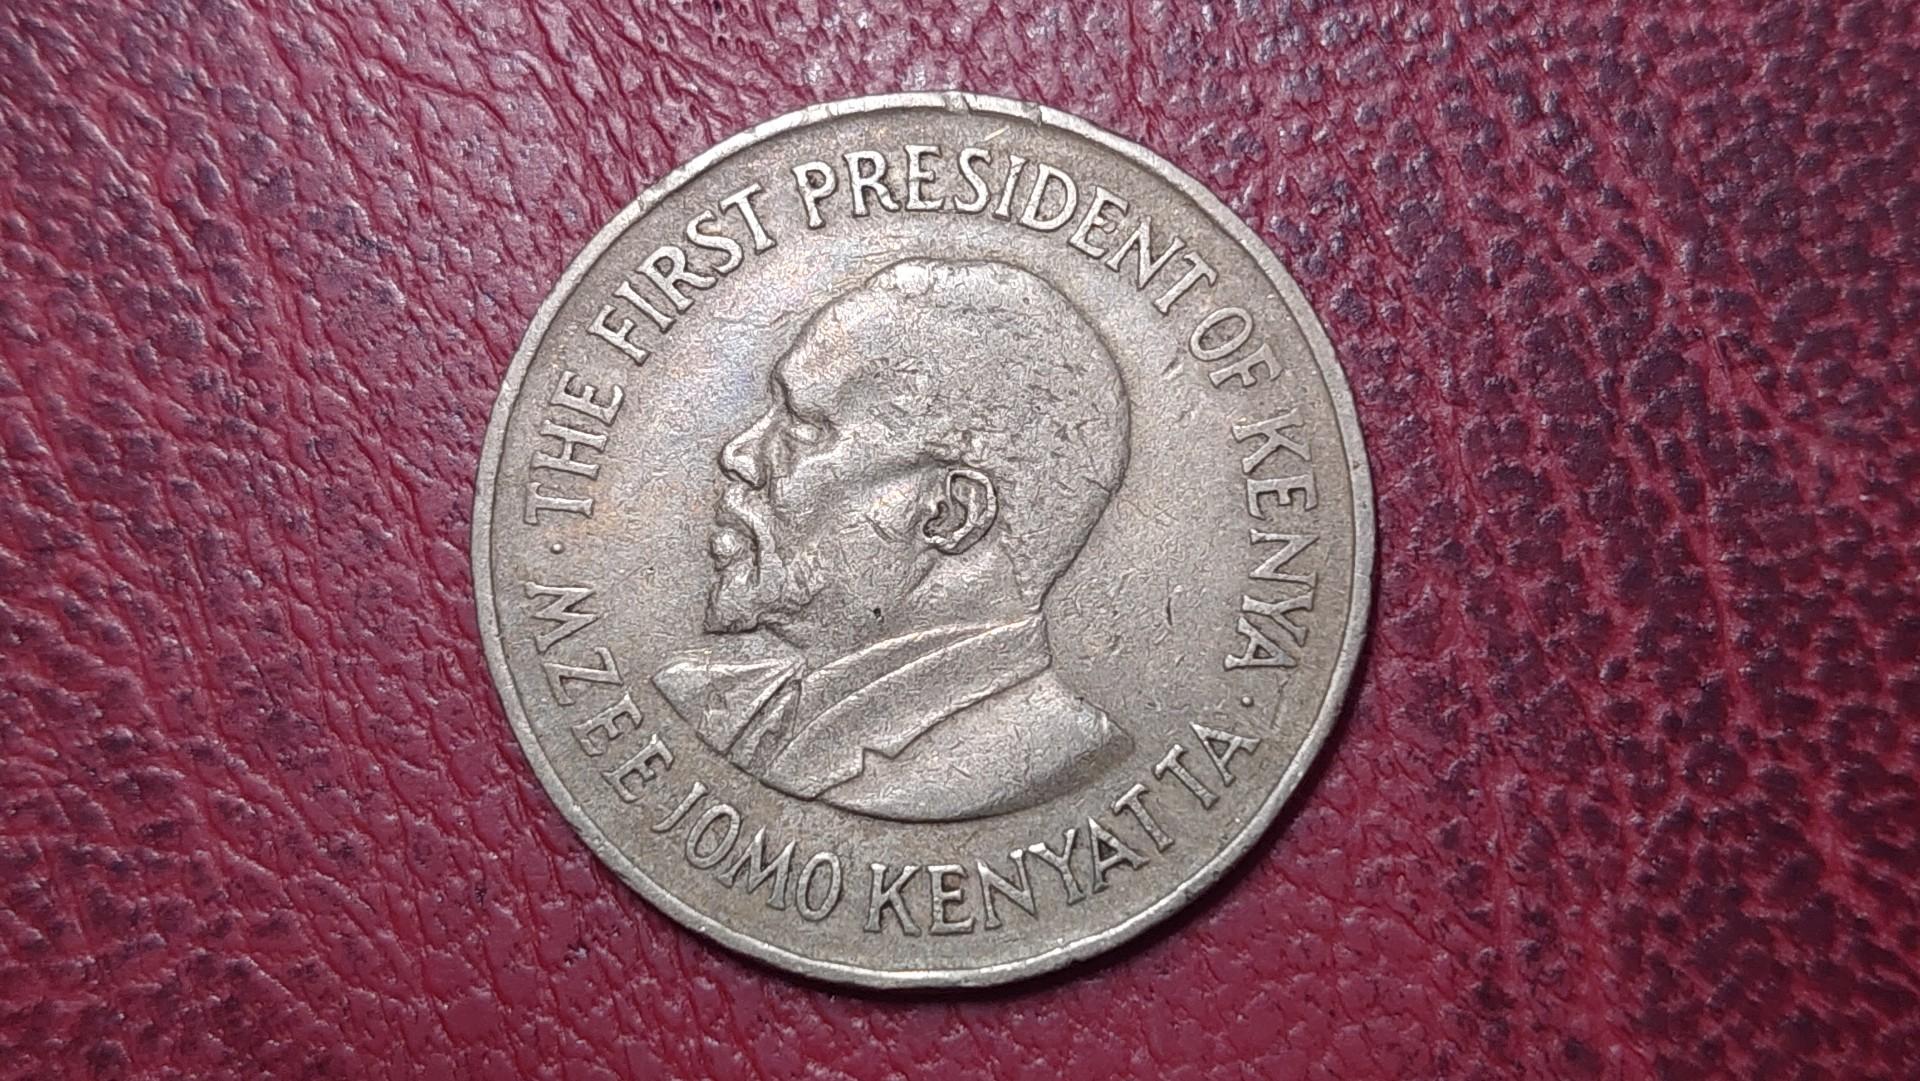 · THE FIRST PRESIDENT OF KENYA ·
MZEE JOMO KENYATTA